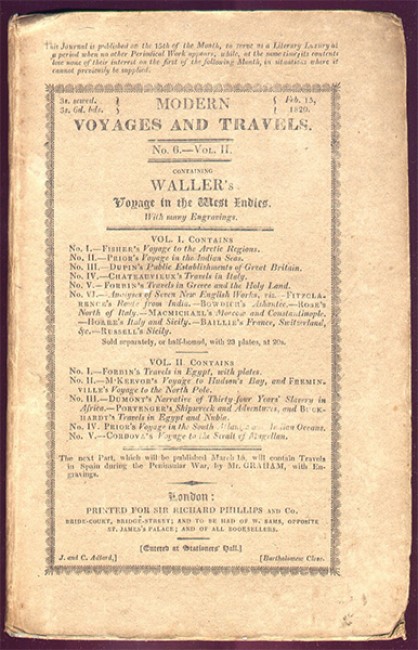 This Journal is published on the 15th of the Month, to serve as a Literary Luxury at
a period when no other Periodical Work appears, while, at the same time, its contents
lose none of their interest on the first of the following Month, in situations where it
cannot previously be supplied.
3s. sewed.
3s. 6d. bds.
MODERN
Feb. 15,
1820.
VOYAGES AND TRAVELS.
No. 6.—VOL. II.
CONTAINING
WALLER's
Voyage in the West Indies.
With many Engravings.
VOL. I. CONTAINS
No. I.—FISHER's Voyage to the Arctic Regions.
No. II.—PRIOR's Voyage in the Indian Seas.
No. III.—DUPIN's Public Establishments of Great Britain.
No. IV.—CHATEAUVIEUX's Travels in Italy.
No. V.—FORBIN's Travels in Greece and the Holy Land.
No. VI.—Analyses of Seven New English Works, viz.—FITZCLA-
RENCE's Route from India.—BOWDICH's Ashantee.—ROSE's
North of Italy.—MACMICHAEL's Moscow and Constantinople.
—HOARE's Italy and Sicily.—BAILLIE's France, Switzerland,
&c.—RUSSELL's Sicily.
Sold separately, or half-bound, with 23 plates, at 20s.
VOL. II. CONTAINS
No. I.—FORBIN's Travels in Egypt, with plates.
No. II.—M'KEEVOR's Voyage to Hudson's Bay, and FREMIN-
VILLE's Voyage to the North Pole.
No. III.—DUMONT's Narrative of Thirty-four Years' Slavery in
Africa.—PORTENGER's Shipwreck and Adventures, and BUCK-
HARDT's Travels in Egypt and Nubia.
No. IV. PRIOR's Voyage in the South and Indian Oceans.
No. V.—CORDOVA's Voyage to the Strait of Magellan.
The next Part, which will be published March 15, will contain Travels
in Spain during the Peninsular War, by Mr. GRAHAM, with En-
gravings.
London:
PRINTED FOR SIR RICHARD PHILLIPS AND Co.
BRIDE-COURT, BRIDGE-STREET; AND TO BE HAD OF W. SAMS, OPPOSITE
ST. JAMES'S PALACE; AND OF ALL BOOKSELLERS.
[Entered at Stationers' Hall.]
J. and C. Adlard,]
[Bartholomew Close.